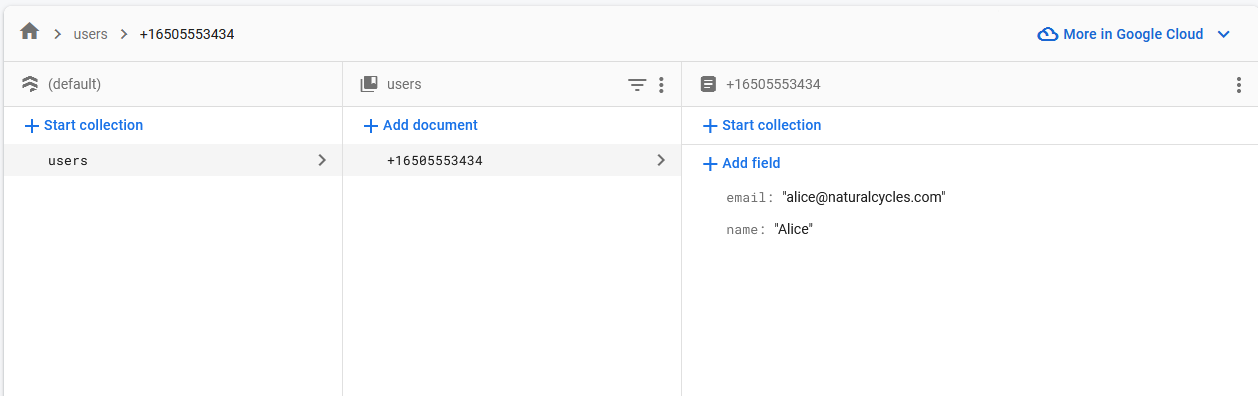 users +16505553434 More in Google Cloud
(default) users +16505553434
Start collection Add document Start collection
users +16505553434 Add field
email: "alice@naturalcycles.com"
name: "Alice"